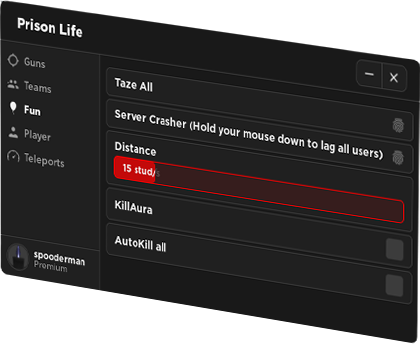 Prison Life
Guns
Teams
Fun
Player
Teleports
spooderman
Premium
Taze All
Server Crasher (Hold your mouse down to lag all users)
Distance
15 stud/s
KillAura
AutoKill all